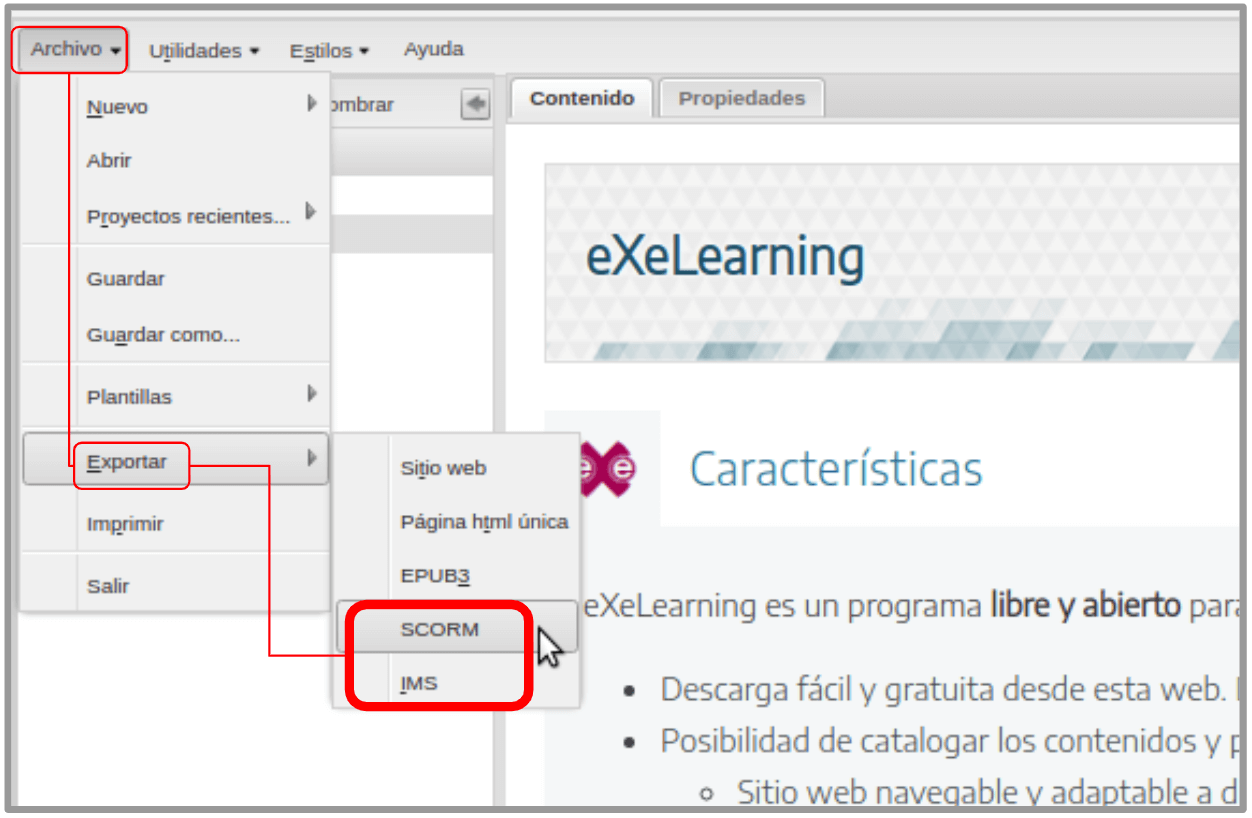 Archivo Utilidades Estilos Ayuda
Nuevo
Abrir
Proyectos recientes...
Guardar
Guardar como...
Plantillas
Exportar
Imprimir
Salir
Sitio web
Página html única
EPUB3
SCORM
IMS
Contenido Propiedades
eXeLearning
eXe
Características
eXeLearning es un programa libre y abierto
Descarga fácil y gratuita desde esta web.
Posibilidad de catalogar los contenidos y
Sitio web navegable y adaptable a